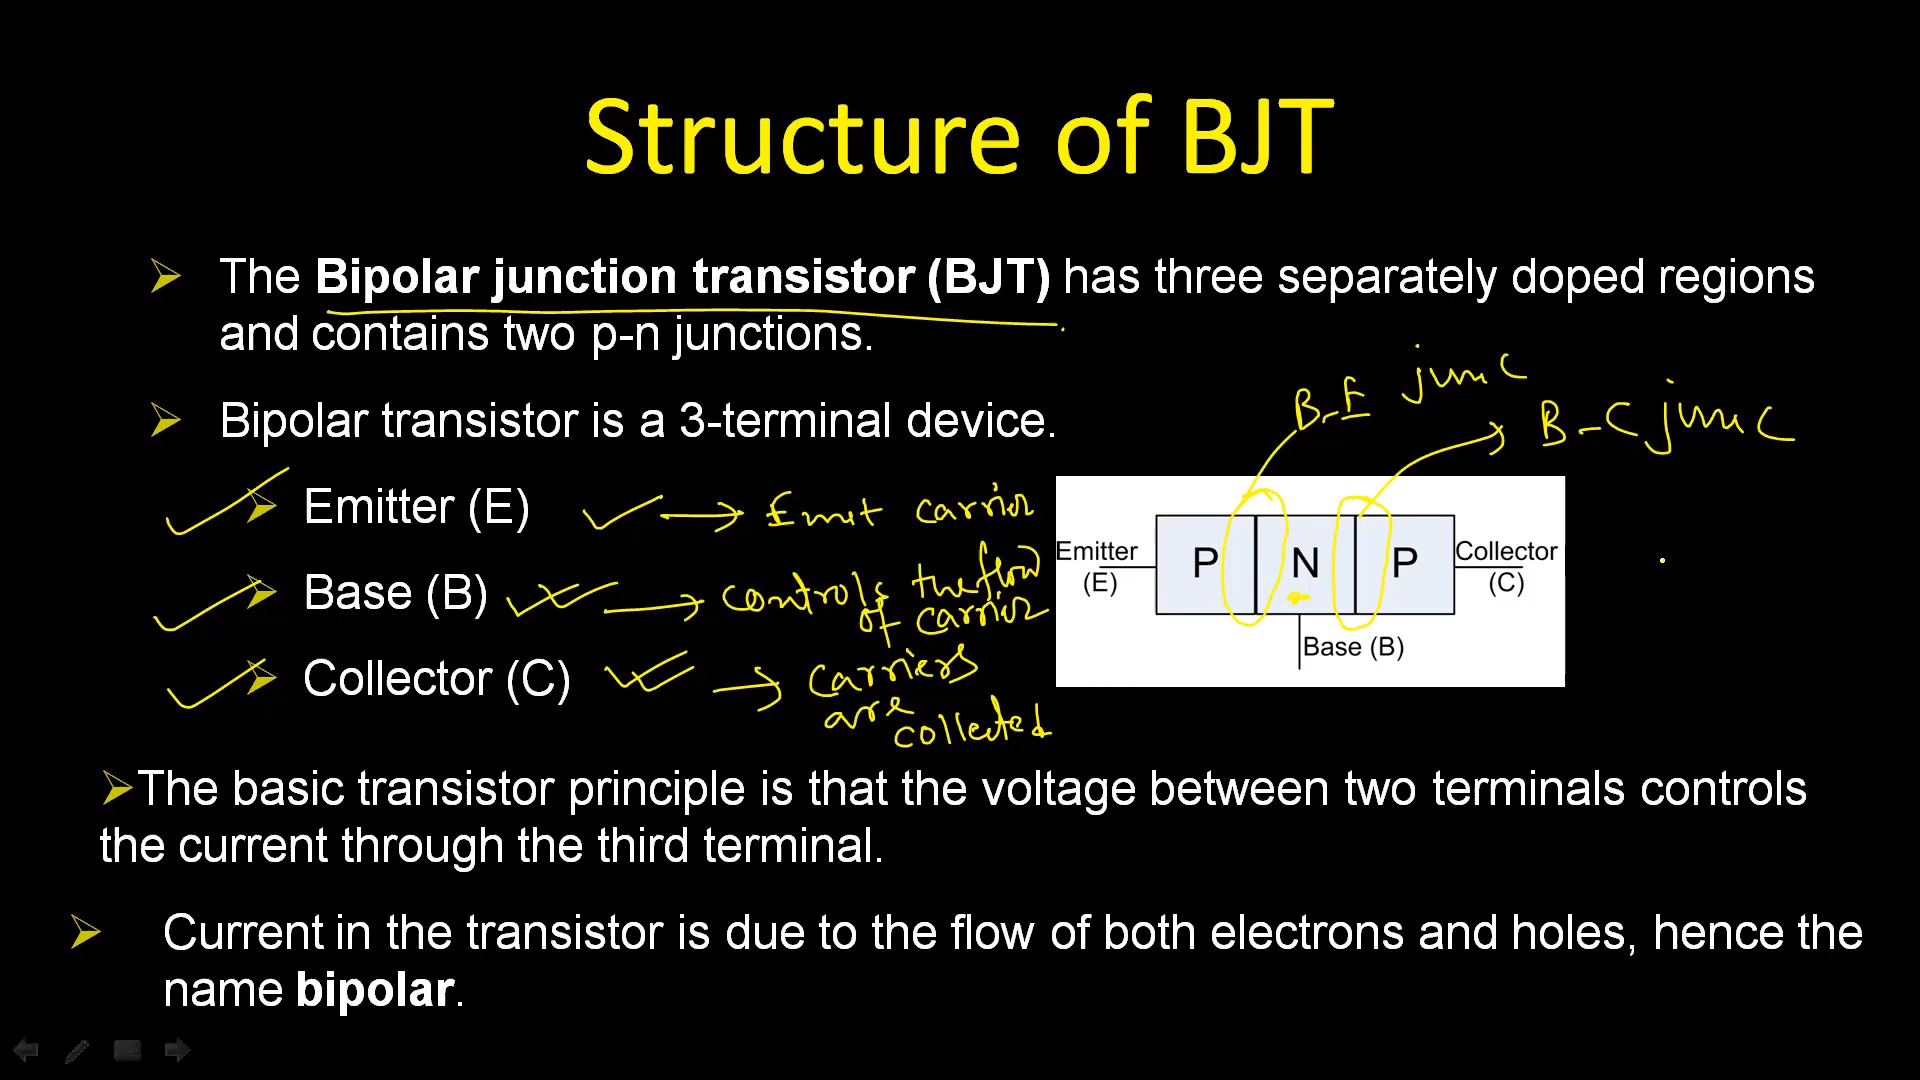 Structure of BJT
The Bipolar junction transistor (BJT) has three separately doped regions
and contains two p-n junctions.
B-E junc
Bipolar transistor is a 3-terminal device.
B-C junc
Emitter (E)
Emit carrier
Base (B)
controls the flow
of carrier
Collector (C)
carriers
are
collected
Emitter
(E)
P
N
P
Collector
(C)
Base (B)
The basic transistor principle is that the voltage between two terminals controls
the current through the third terminal.
Current in the transistor is due to the flow of both electrons and holes, hence the
name bipolar.